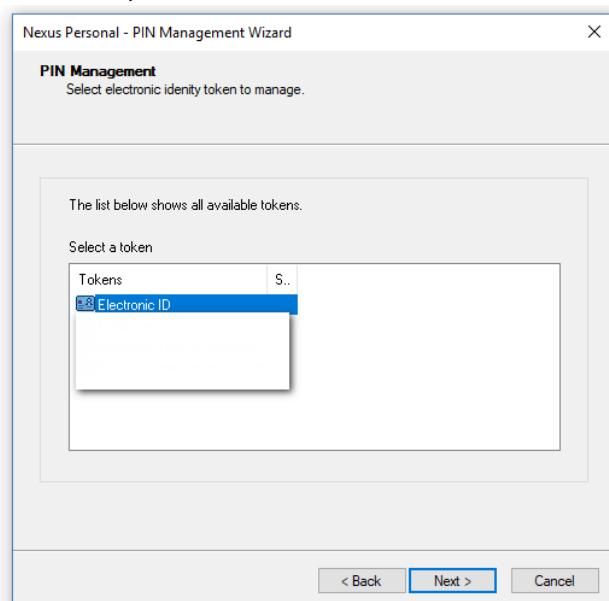 Nexus Personal - PIN Management Wizard
PIN Management
Select electronic idenity token to manage.
The list below shows all available tokens.
Select a token
Tokens S..
Electronic ID
< Back Next > Cancel